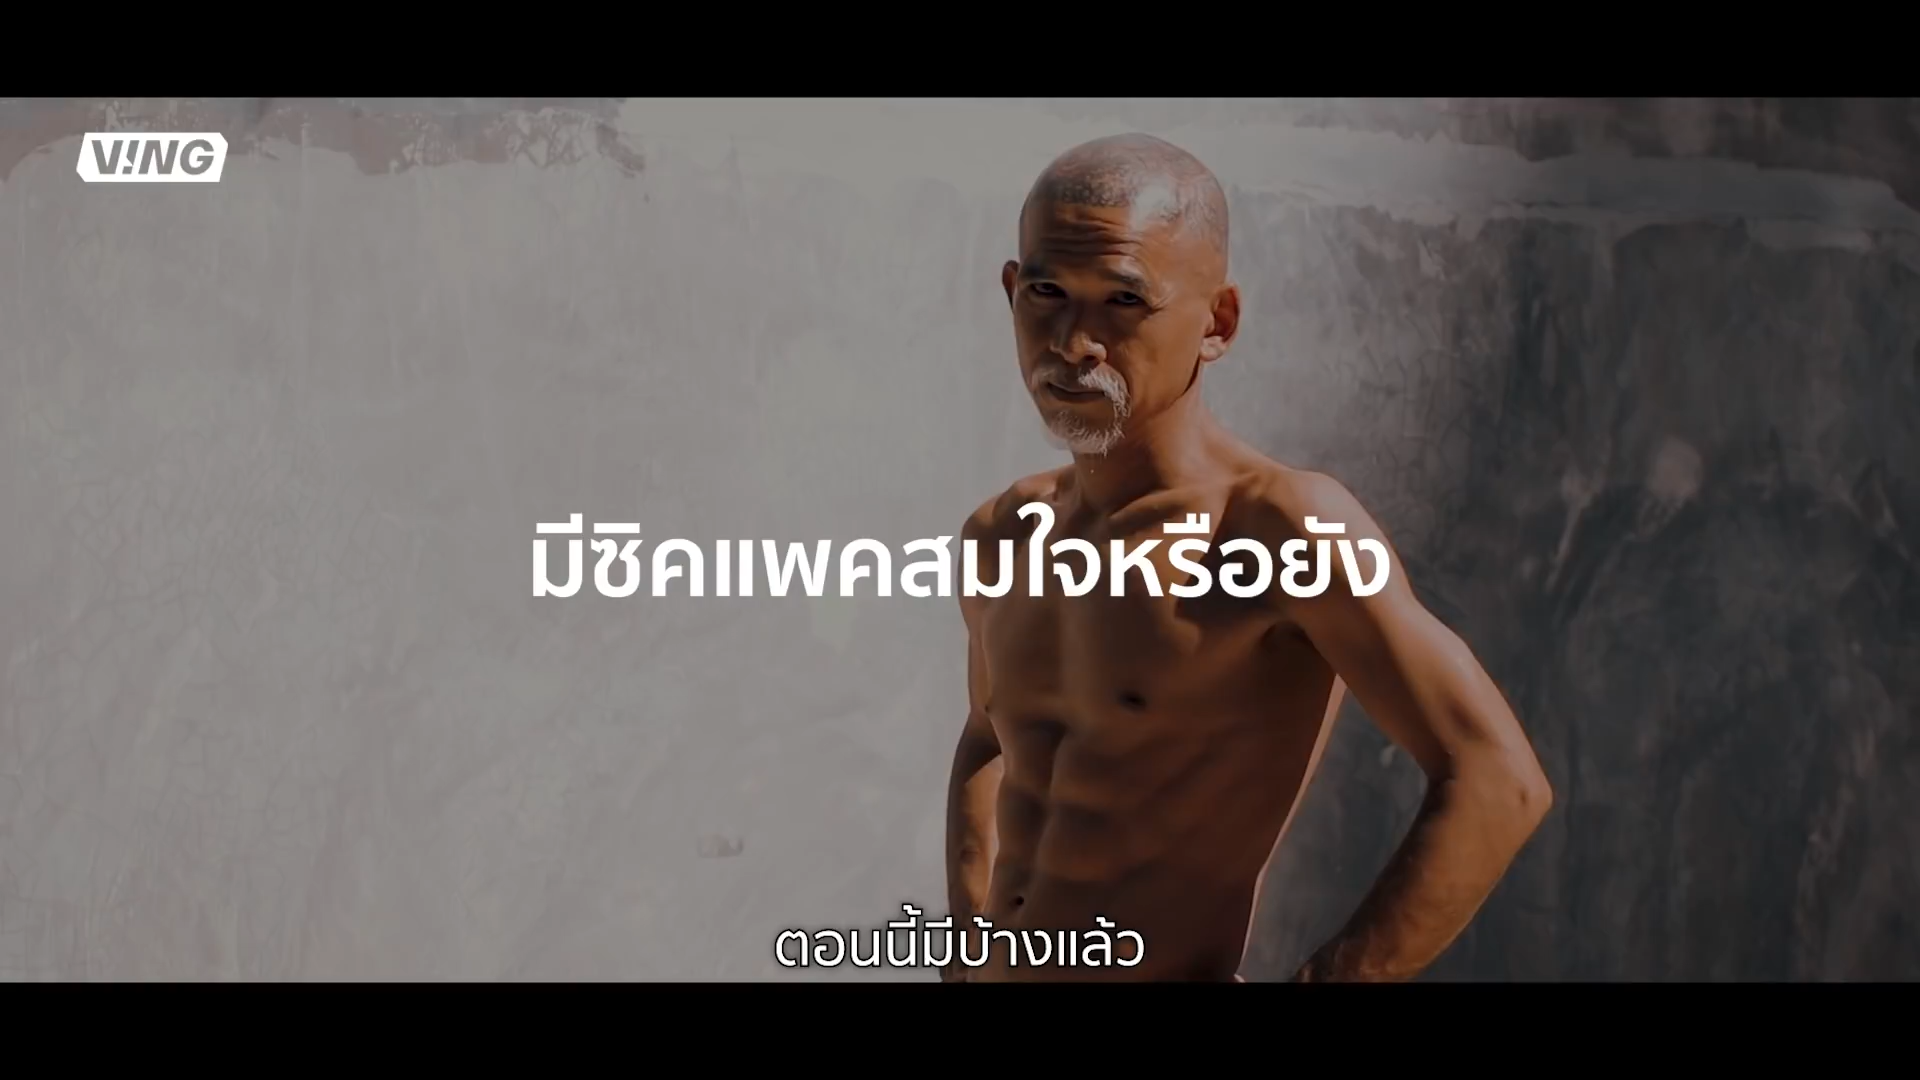 V!NG
มีซิคแพคสมใจหรือยัง
ตอนนี้มีบ้างแล้ว